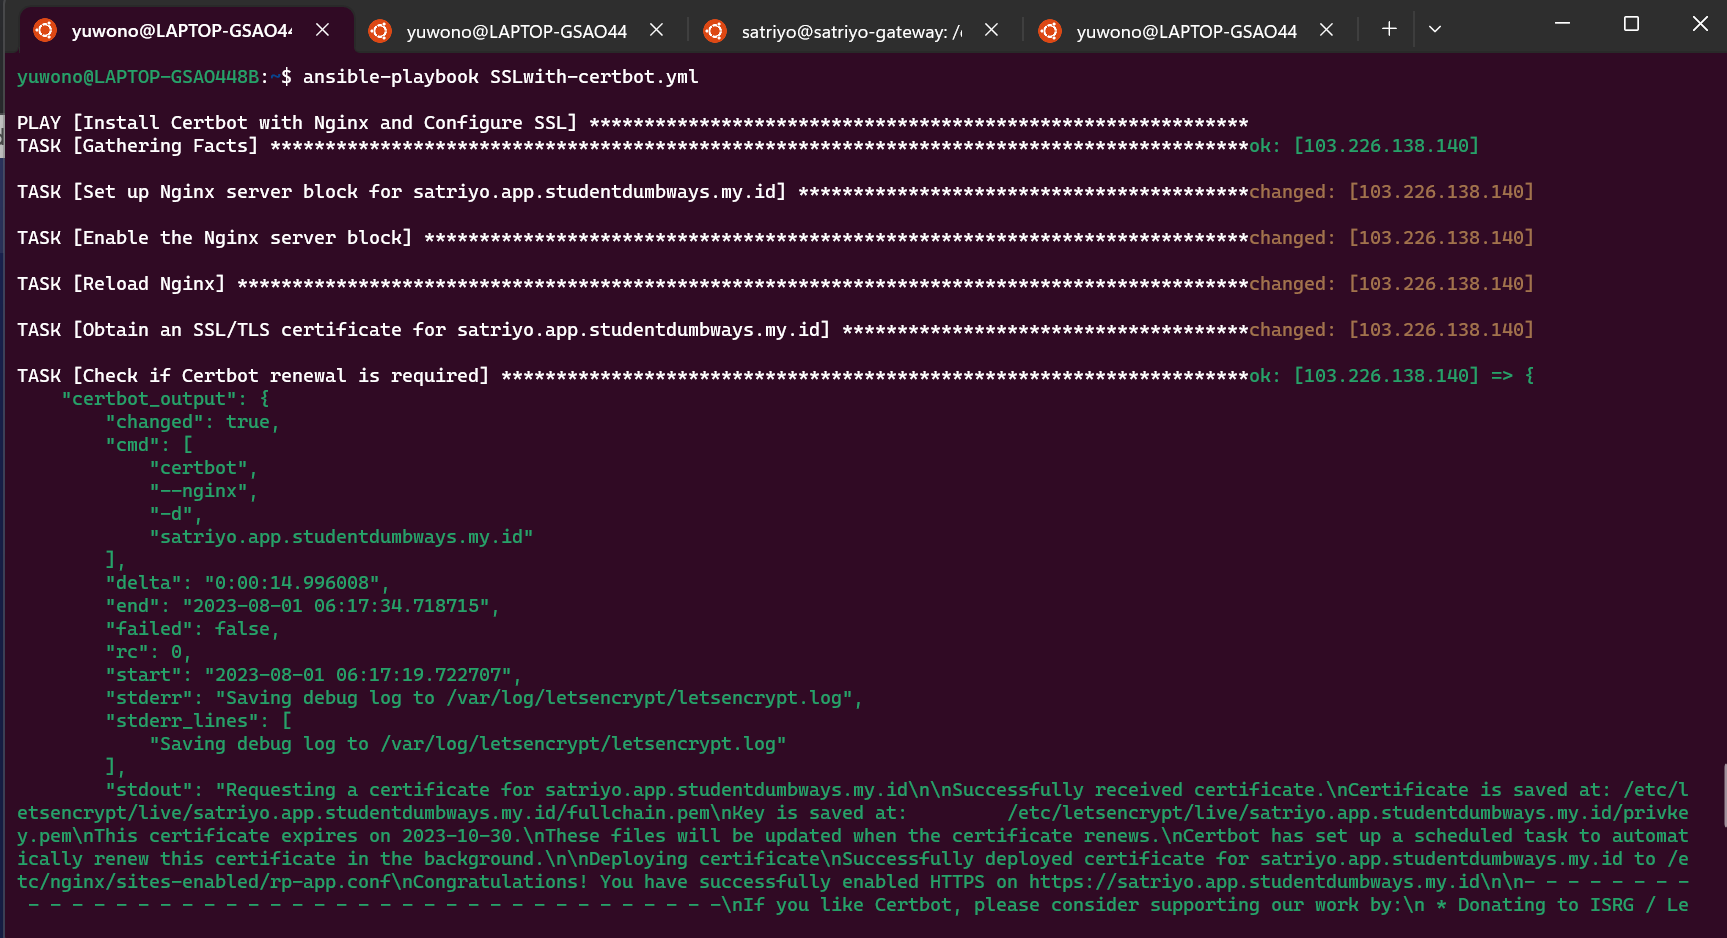 yuwono@LAPTOP-GSAO44
yuwono@LAPTOP-GSAO44
satriyo@satriyo-gateway: /
yuwono@LAPTOP-GSAO44
yuwono@LAPTOP-GSAO448B:~$ ansible-playbook SSLwith-certbot.yml
PLAY [Install Certbot with Nginx and Configure SSL] ************************************************************
TASK [Gathering Facts] *****************************************************************************************ok: [103.226.138.140]
TASK [Set up Nginx server block for satriyo.app.studentdumbways.my.id] *****************************************changed: [103.226.138.140]
TASK [Enable the Nginx server block] ***************************************************************************changed: [103.226.138.140]
TASK [Reload Nginx] ********************************************************************************************changed: [103.226.138.140]
TASK [Obtain an SSL/TLS certificate for satriyo.app.studentdumbways.my.id] *************************************changed: [103.226.138.140]
TASK [Check if Certbot renewal is required] ********************************************************************ok: [103.226.138.140] => {
    "certbot_output": {
        "changed": true,
        "cmd": [
            "certbot",
            "--nginx",
            "-d",
            "satriyo.app.studentdumbways.my.id"
        ],
        "delta": "0:00:14.996008",
        "end": "2023-08-01 06:17:34.718715",
        "failed": false,
        "rc": 0,
        "start": "2023-08-01 06:17:19.722707",
        "stderr": "Saving debug log to /var/log/letsencrypt/letsencrypt.log",
        "stderr_lines": [
            "Saving debug log to /var/log/letsencrypt/letsencrypt.log"
        ],
        "stdout": "Requesting a certificate for satriyo.app.studentdumbways.my.id\n\nSuccessfully received certificate.\nCertificate is saved at: /etc/l
etsencrypt/live/satriyo.app.studentdumbways.my.id/fullchain.pem\nKey is saved at:         /etc/letsencrypt/live/satriyo.app.studentdumbways.my.id/privke
y.pem\nThis certificate expires on 2023-10-30.\nThese files will be updated when the certificate renews.\nCertbot has set up a scheduled task to automat
ically renew this certificate in the background.\n\nDeploying certificate\nSuccessfully deployed certificate for satriyo.app.studentdumbways.my.id to /e
tc/nginx/sites-enabled/rp-app.conf\nCongratulations! You have successfully enabled HTTPS on https://satriyo.app.studentdumbways.my.id\n\n- - - - - - - -
 - - - - - - - - - - - - - - - - - - - - - - - - - - - - - - - -\nIf you like Certbot, please consider supporting our work by:\n * Donating to ISRG / Le